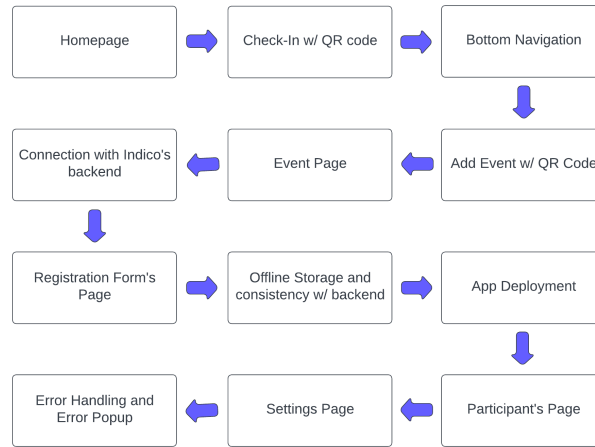 Homepage
Check-In w/ QR code
Bottom Navigation
Add Event w/ QR Code
Event Page
Connection with Indico's
backend
Registration Form's
Page
Offline Storage and
consistency w/ backend
App Deployment
Participant's Page
Settings Page
Error Handling and
Error Popup